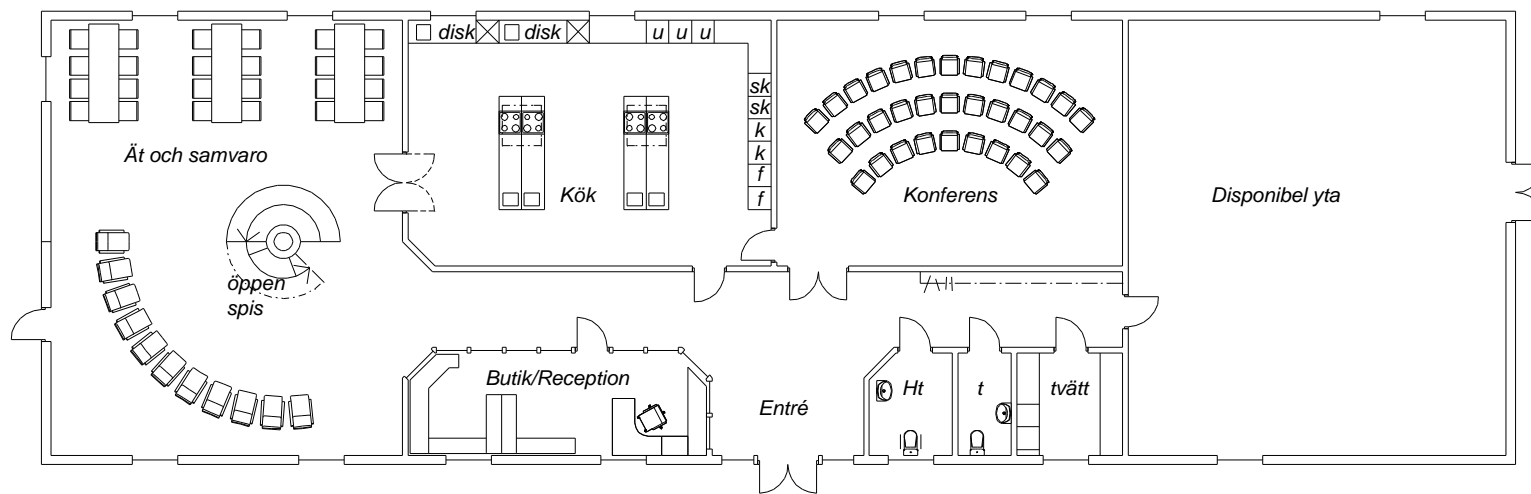 disk disk u u u
sk
sk
k
k
f
f
Ät och samvaro
Kök
Konferens
Disponibel yta
öppen
spis
Butik/Reception
Entré
Ht
t
tvätt